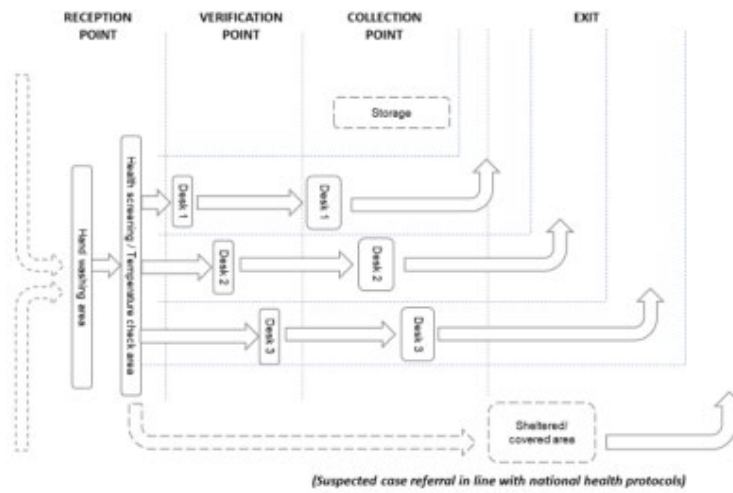 RECEPTION
POINT
VERIFICATION
POINT
COLLECTION
POINT
EXIT
Storage
Hand washing area
Health screening / Temperature check area
Desk 1
Desk 1
Desk 2
Desk 2
Desk 3
Desk 3
Sheltered/
covered area
(Suspected case referral in line with national health protocols)